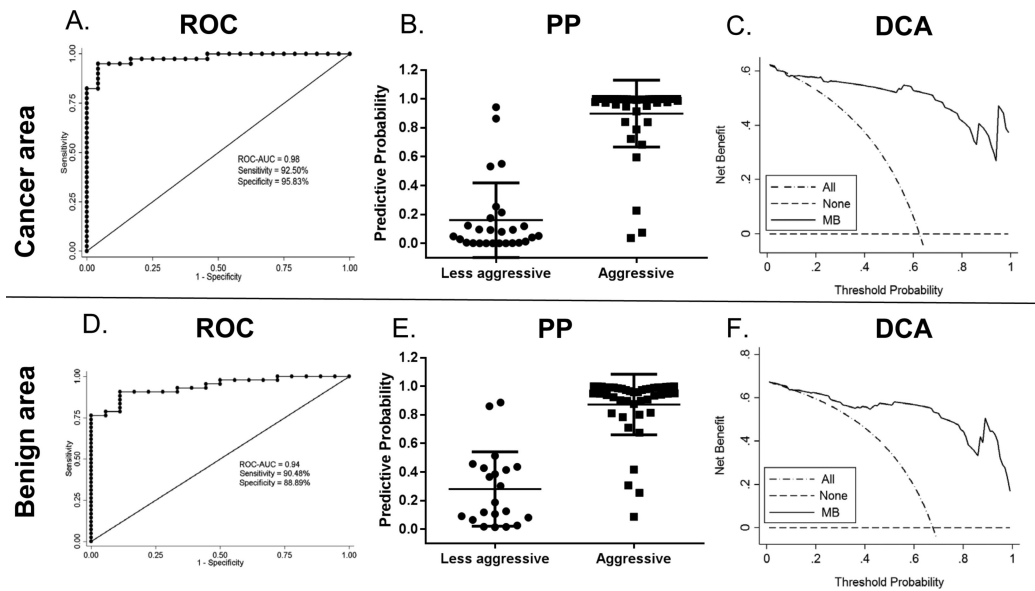 A.
ROC
B.
PP
C.
DCA
Cancer area
Sensitivity
1.00
0.75
0.50
0.25
0.00
ROC-AUC = 0.98
Sensitivity = 92.50%
Specificity = 95.83%
0.00
0.25
0.50
0.75
1.00
1 - Specificity
Predictive Probability
1.2
1.0
0.8
0.6
0.4
0.2
0.0
Less aggressive
Aggressive
Net Benefit
.6
.4
.2
0
All
None
MB
0
.2
.4
.6
.8
1
Threshold Probability
D.
ROC
E.
PP
F.
DCA
Benign area
Sensitivity
1.00
0.75
0.50
0.25
0.00
ROC-AUC = 0.94
Sensitivity = 90.48%
Specificity = 88.89%
0.00
0.25
0.50
0.75
1.00
1 - Specificity
Predictive Probability
1.2
1.0
0.8
0.6
0.4
0.2
0.0
Less aggressive
Aggressive
Net Benefit
.8
.6
.4
.2
0
All
None
MB
0
.2
.4
.6
.8
1
Threshold Probability